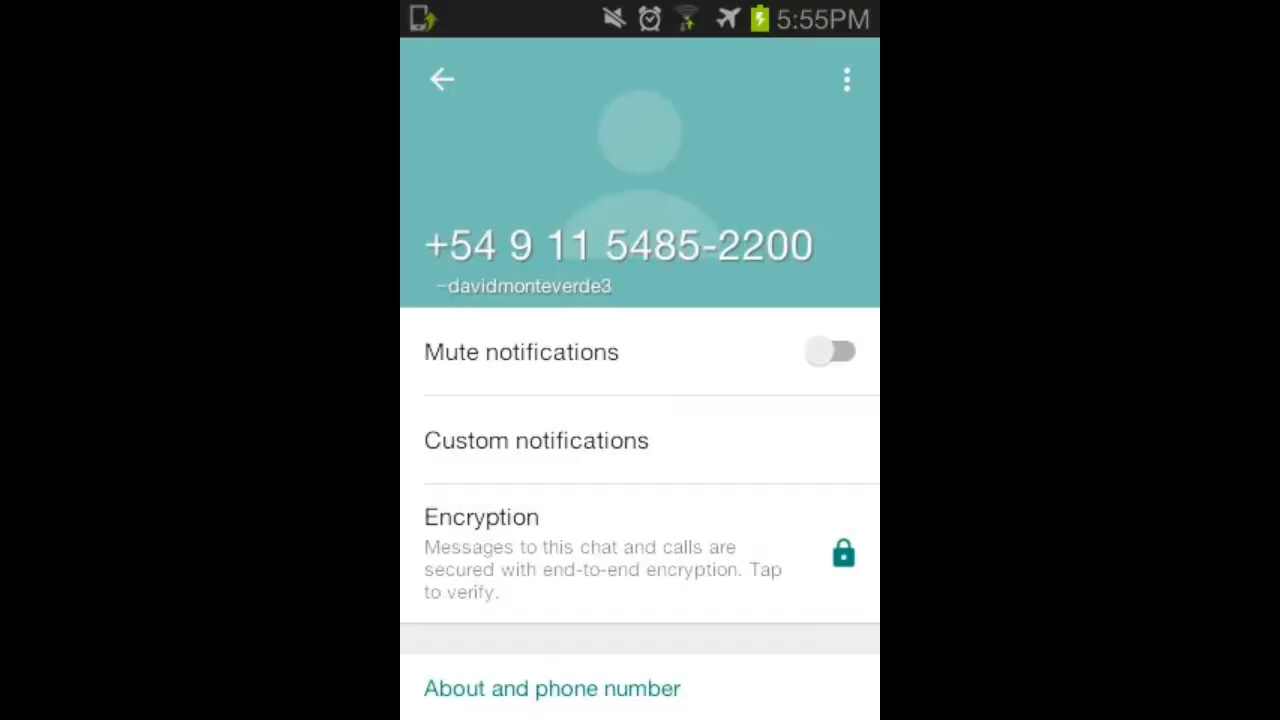 5:55PM
+54 9 11 5485-2200
~davidmonteverde3
Mute notifications
Custom notifications
Encryption
Messages to this chat and calls are
secured with end-to-end encryption. Tap
to verify.
About and phone number